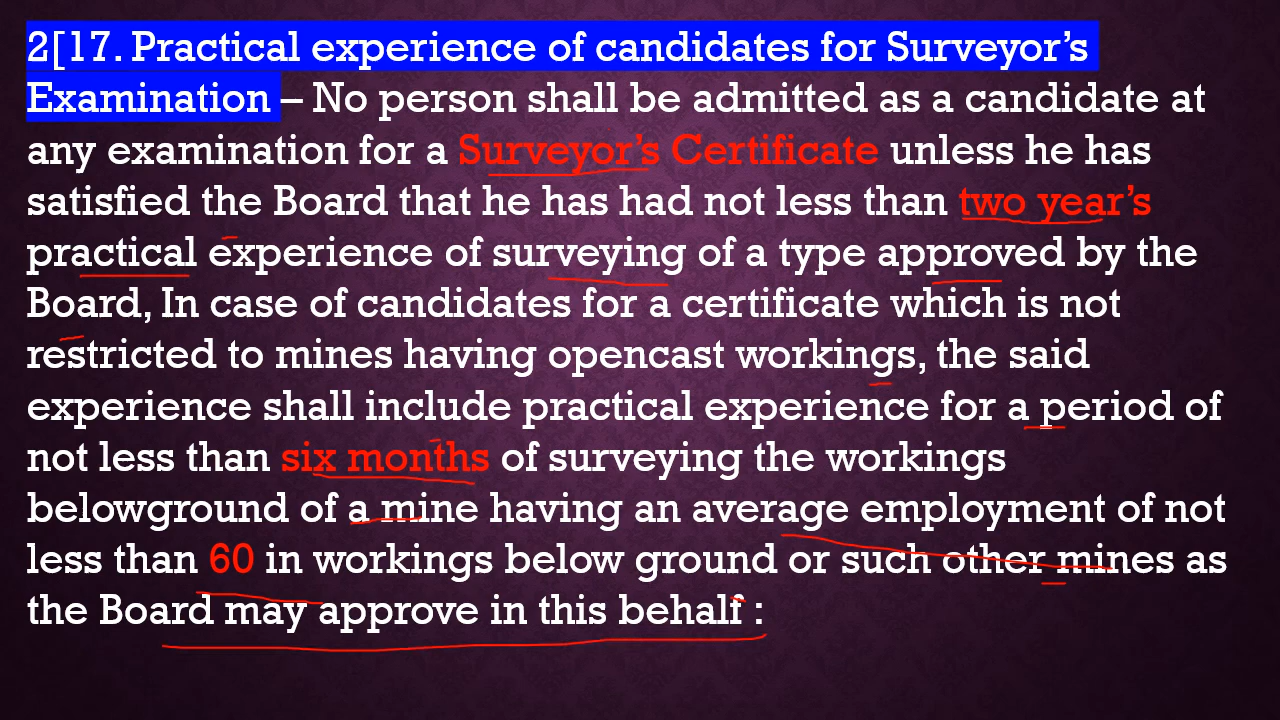 2[17. Practical experience of candidates for Surveyor’s
Examination – No person shall be admitted as a candidate at
any examination for a Surveyor’s Certificate unless he has
satisfied the Board that he has had not less than two year’s
practical experience of surveying of a type approved by the
Board, In case of candidates for a certificate which is not
restricted to mines having opencast workings, the said
experience shall include practical experience for a period of
not less than six months of surveying the workings
belowground of a mine having an average employment of not
less than 60 in workings below ground or such other mines as
the Board may approve in this behalf :